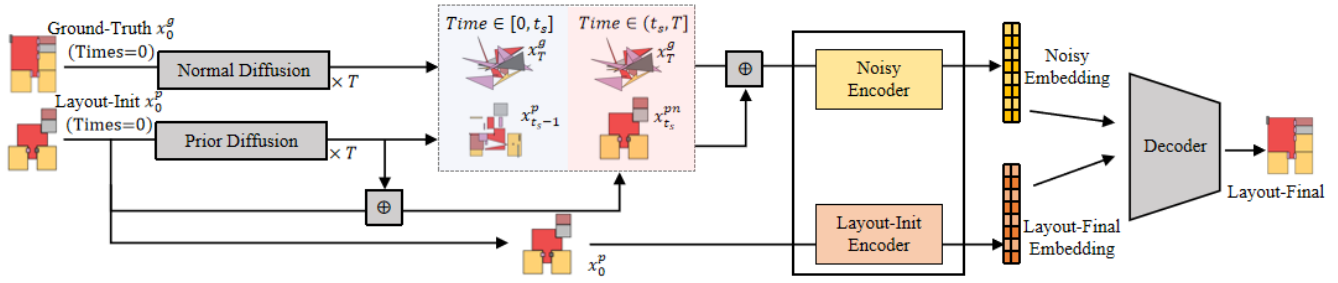 Ground-Truth x_0^g
(Times=0)
Normal Diffusion
× T
Layout-Init x_0^p
(Times=0)
Prior Diffusion
× T
⊕
Time ∈ [0, t_s]
x_T^g
x_{t_s-1}^p
Time ∈ (t_s, T]
x_T^g
x_{t_s}^{pn}
x_0^p
⊕
Noisy
Encoder
Layout-Init
Encoder
Noisy
Embedding
Layout-Final
Embedding
Decoder
Layout-Final